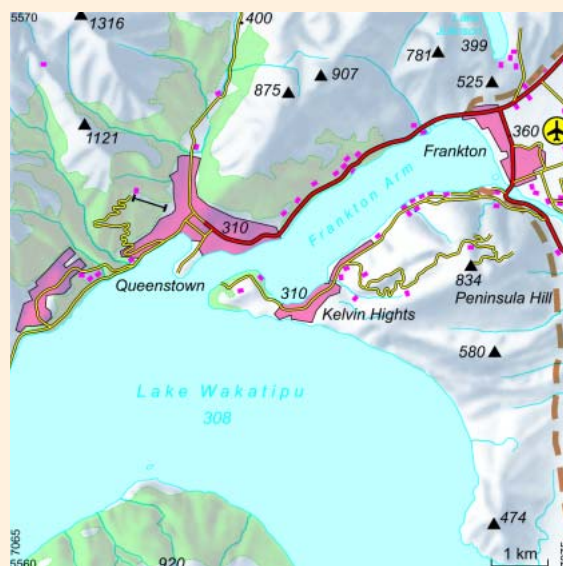 5570
1316
400
Lake
399
781
907
875
525
1121
360
Frankton
Frankton Arm
310
Queenstown
310
834
Kelvin Hights
Peninsula Hill
580
Lake Wakatipu
308
474
7065
5560
920
1 km